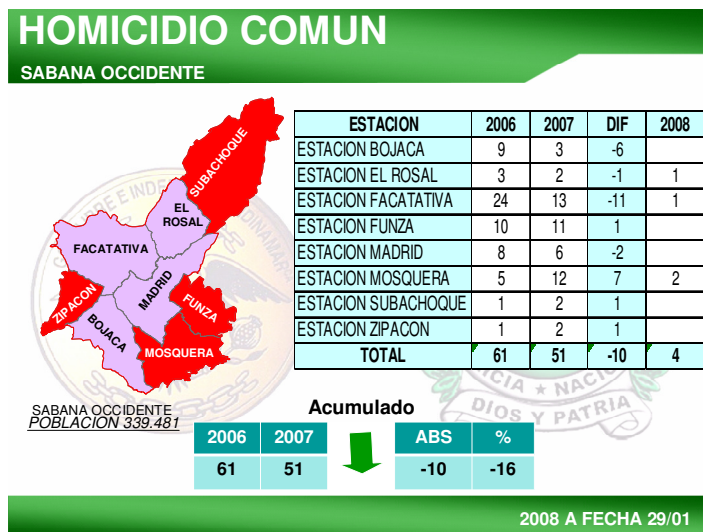 HOMICIDIO COMUN
SABANA OCCIDENTE
SUBACHOQUE
EL
ROSAL
FACATATIVA
MADRID
ZIPACON
FUNZA
BOJACA
MOSQUERA
SABANA OCCIDENTE
POBLACION 339.481
ESTACION 2006 2007 DIF 2008
ESTACION BOJACA 9 3 -6
ESTACION EL ROSAL 3 2 -1 1
ESTACION FACATATIVA 24 13 -11 1
ESTACION FUNZA 10 11 1
ESTACION MADRID 8 6 -2
ESTACION MOSQUERA 5 12 7 2
ESTACION SUBACHOQUE 1 2 1
ESTACION ZIPACON 1 2 1
TOTAL 61 51 -10 4
DIOS Y PATRIA
Acumulado
2006 2007 ABS %
61 51 -10 -16
2008 A FECHA 29/01